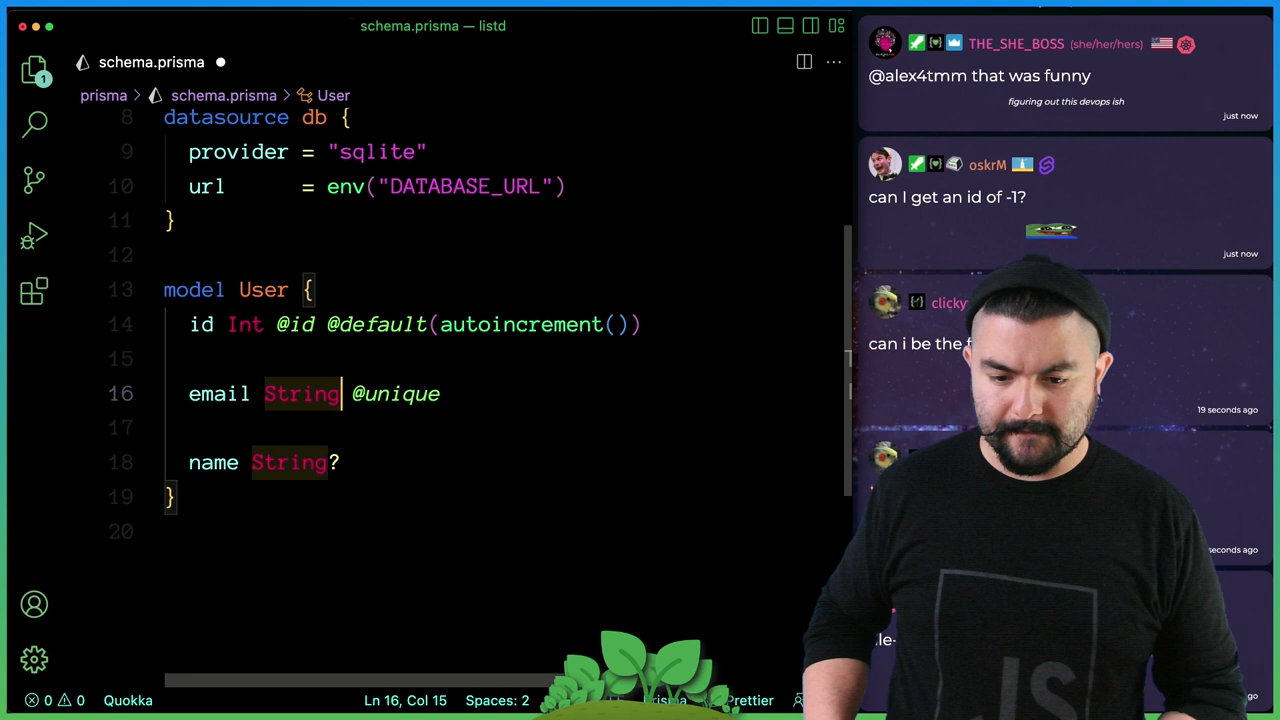 schema.prisma — listd
schema.prisma
prisma > schema.prisma > User
1
8 datasource db {
9 provider = "sqlite"
10 url = env("DATABASE_URL")
11 }
12
13 model User {
14 id Int @id @default(autoincrement())
15
16 email String @unique
17
18 name String?
19 }
20
0 0 Quokka Ln 16, Col 15 Spaces: 2 Prettier
THE_SHE_BOSS (she/her/hers)
@alex4tmm that was funny
figuring out this devops ish
just now
oskrM
can I get an id of -1?
just now
clicky
can i be the f
19 seconds ago
seconds ago
JS